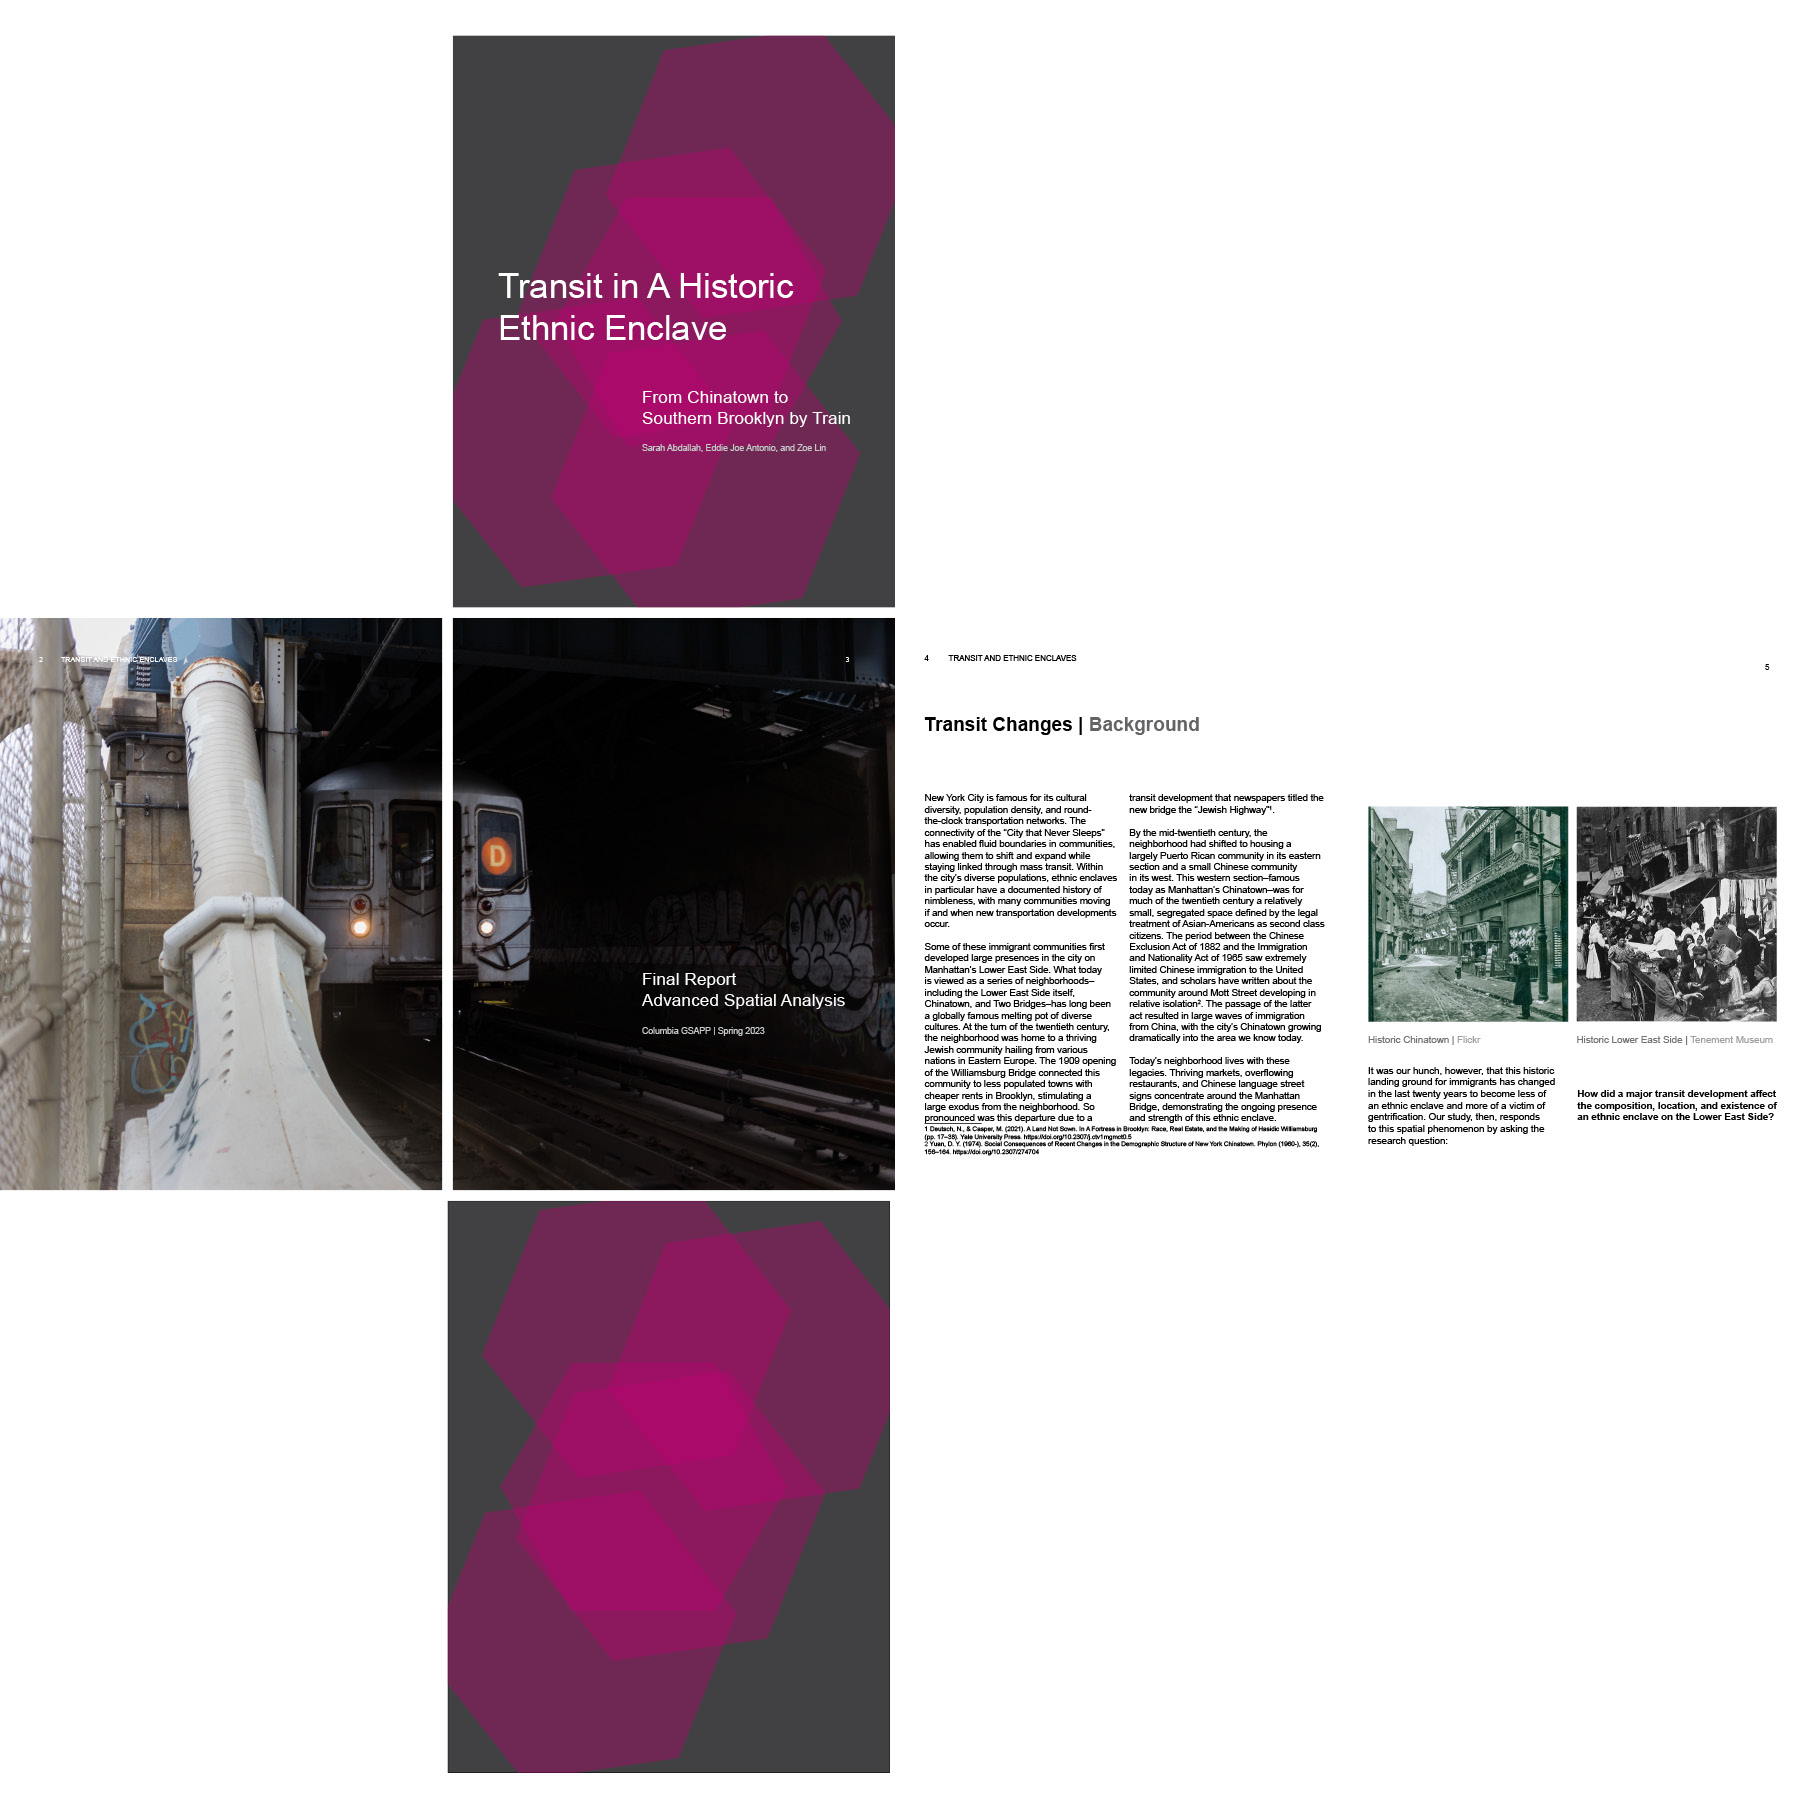 Transit in A Historic
Ethnic Enclave
From Chinatown to
Southern Brooklyn by Train
Sarah Abdallah, Eddie Joe Antonio, and Zoe Lin
2 TRANSIT AND ETHNIC ENCLAVES
3
D
Final Report
Advanced Spatial Analysis
Columbia GSAPP | Spring 2023
4 TRANSIT AND ETHNIC ENCLAVES
5
Transit Changes | Background
New York City is famous for its cultural
diversity, population density, and round-
the-clock transportation networks. The
connectivity of the “City that Never Sleeps”
has enabled fluid boundaries in communities,
allowing them to shift and expand while
staying linked through mass transit. Within
the city’s diverse populations, ethnic enclaves
in particular have a documented history of
nimbleness, with many communities moving
if and when new transportation developments
occur.
Some of these immigrant communities first
developed large presences in the city on
Manhattan’s Lower East Side. What today
is viewed as a series of neighborhoods–
including the Lower East Side itself,
Chinatown, and Two Bridges–has long been
a globally famous melting pot of diverse
cultures. At the turn of the twentieth century,
the neighborhood was home to a thriving
Jewish community hailing from various
nations in Eastern Europe. The 1909 opening
of the Williamsburg Bridge connected this
community to less populated towns with
cheaper rents in Brooklyn, stimulating a
large exodus from the neighborhood. So
pronounced was this departure due to a
transit development that newspapers titled the
new bridge the “Jewish Highway”¹.
By the mid-twentieth century, the
neighborhood had shifted to housing a
largely Puerto Rican community in its eastern
section and a small Chinese community
in its west. This western section–famous
today as Manhattan’s Chinatown–was for
much of the twentieth century a relatively
small, segregated space defined by the legal
treatment of Asian-Americans as second class
citizens. The period between the Chinese
Exclusion Act of 1882 and the Immigration
and Nationality Act of 1965 saw extremely
limited Chinese immigration to the United
States, and scholars have written about the
community around Mott Street developing in
relative isolation². The passage of the latter
act resulted in large waves of immigration
from China, with the city’s Chinatown growing
dramatically into the area we know today.
Today’s neighborhood lives with these
legacies. Thriving markets, overflowing
restaurants, and Chinese language street
signs concentrate around the Manhattan
Bridge, demonstrating the ongoing presence
and strength of this ethnic enclave.
1 Deutsch, N., & Casper, M. (2021). A Land Not Sown. In A Fortress in Brooklyn: Race, Real Estate, and the Making of Hasidic Williamsburg
(pp. 17–38). Yale University Press. https://doi.org/10.2307/j.ctv1mgmct0.5
2 Yuan, D. Y. (1974). Social Consequences of Recent Changes in the Demographic Structure of New York Chinatown. Phylon (1960-), 35(2),
156–164. https://doi.org/10.2307/274704
Historic Chinatown | Flickr
Historic Lower East Side | Tenement Museum
It was our hunch, however, that this historic
landing ground for immigrants has changed
in the last twenty years to become less of
an ethnic enclave and more of a victim of
gentrification. Our study, then, responds
to this spatial phenomenon by asking the
research question:
How did a major transit development affect
the composition, location, and existence of
an ethnic enclave on the Lower East Side?